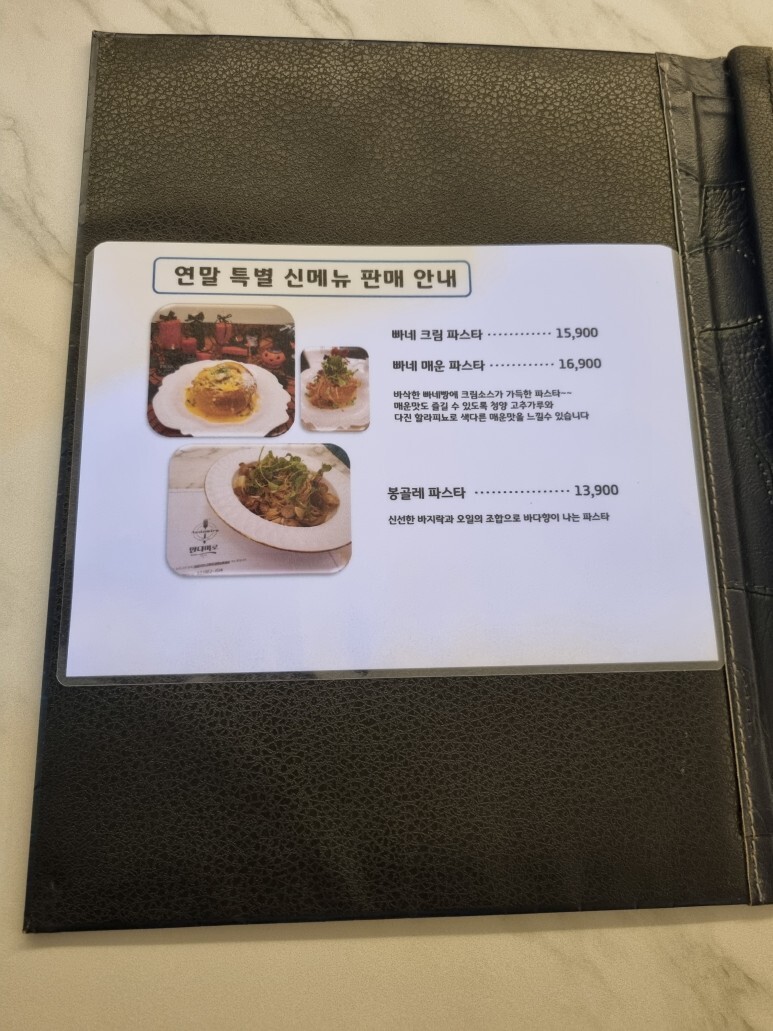 연말 특별 신메뉴 판매 안내
빠네 크림 파스타 ············ 15,900
빠네 매운 파스타 ············ 16,900
바삭한 빠네빵에 크림소스가 가득한 파스타~~
매운맛도 즐길 수 있도록 청양 고추가루와
다진 할라피뇨로 색다른 매운맛을 느낄수 있습니다
봉골레 파스타 ·················· 13,900
신선한 바지락과 오일의 조합으로 바다향이 나는 파스타